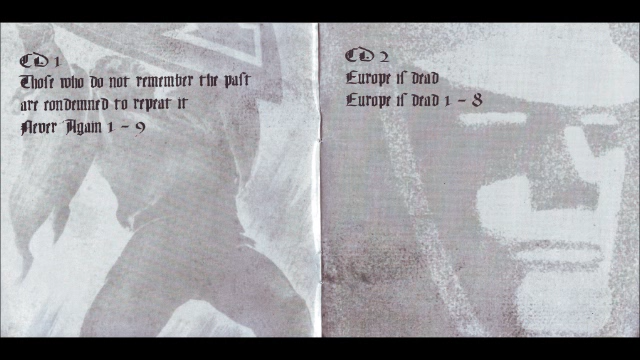 CD 1
Those who do not remember the past
are condemned to repeat it
Never Again 1 - 9
CD 2
Europe is dead
Europe is dead 1 - 8